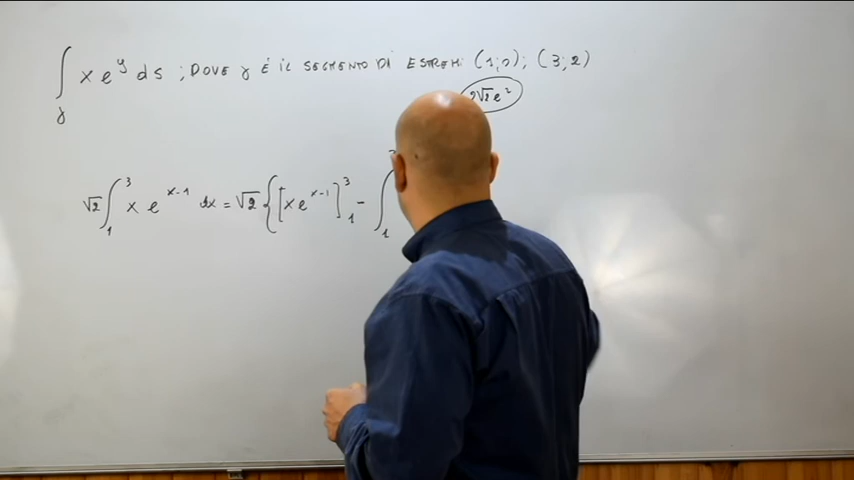 ∫γ x e^y ds ; DOVE γ É IL SEGMENTO DI ESTREMI (1;0); (3;2)
2√2e²
√2 ∫₁³ x e^(x-1) dx = √2 { [x e^(x-1)]₁³ - ∫₁